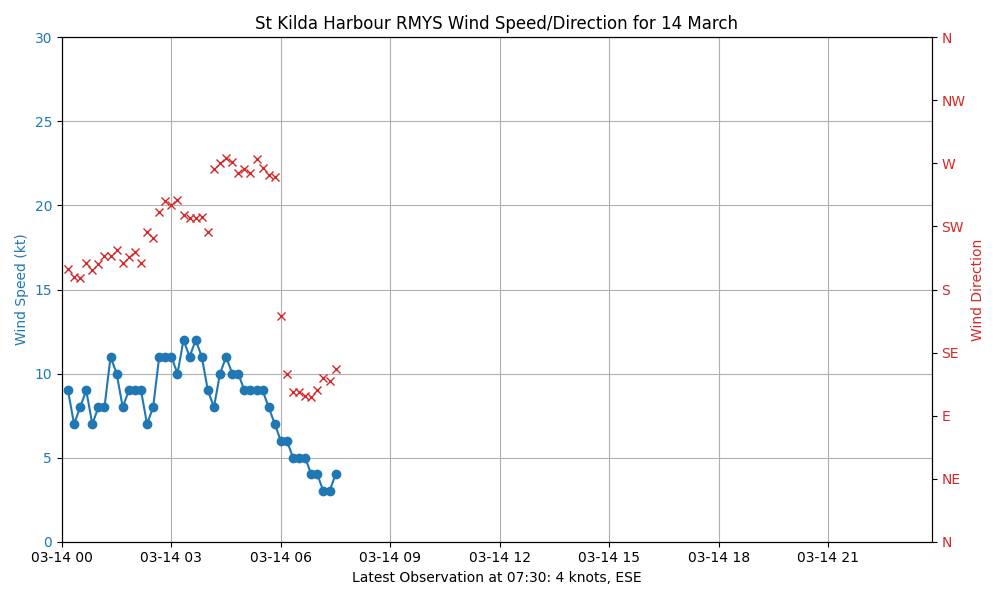 St Kilda Harbour RMYS Wind Speed/Direction for 14 March
30
25
20
15
10
5
0
Wind Speed (kt)
N
NW
W
SW
S
SE
E
NE
N
Wind Direction
03-14 00 03-14 03 03-14 06 03-14 09 03-14 12 03-14 15 03-14 18 03-14 21
Latest Observation at 07:30: 4 knots, ESE